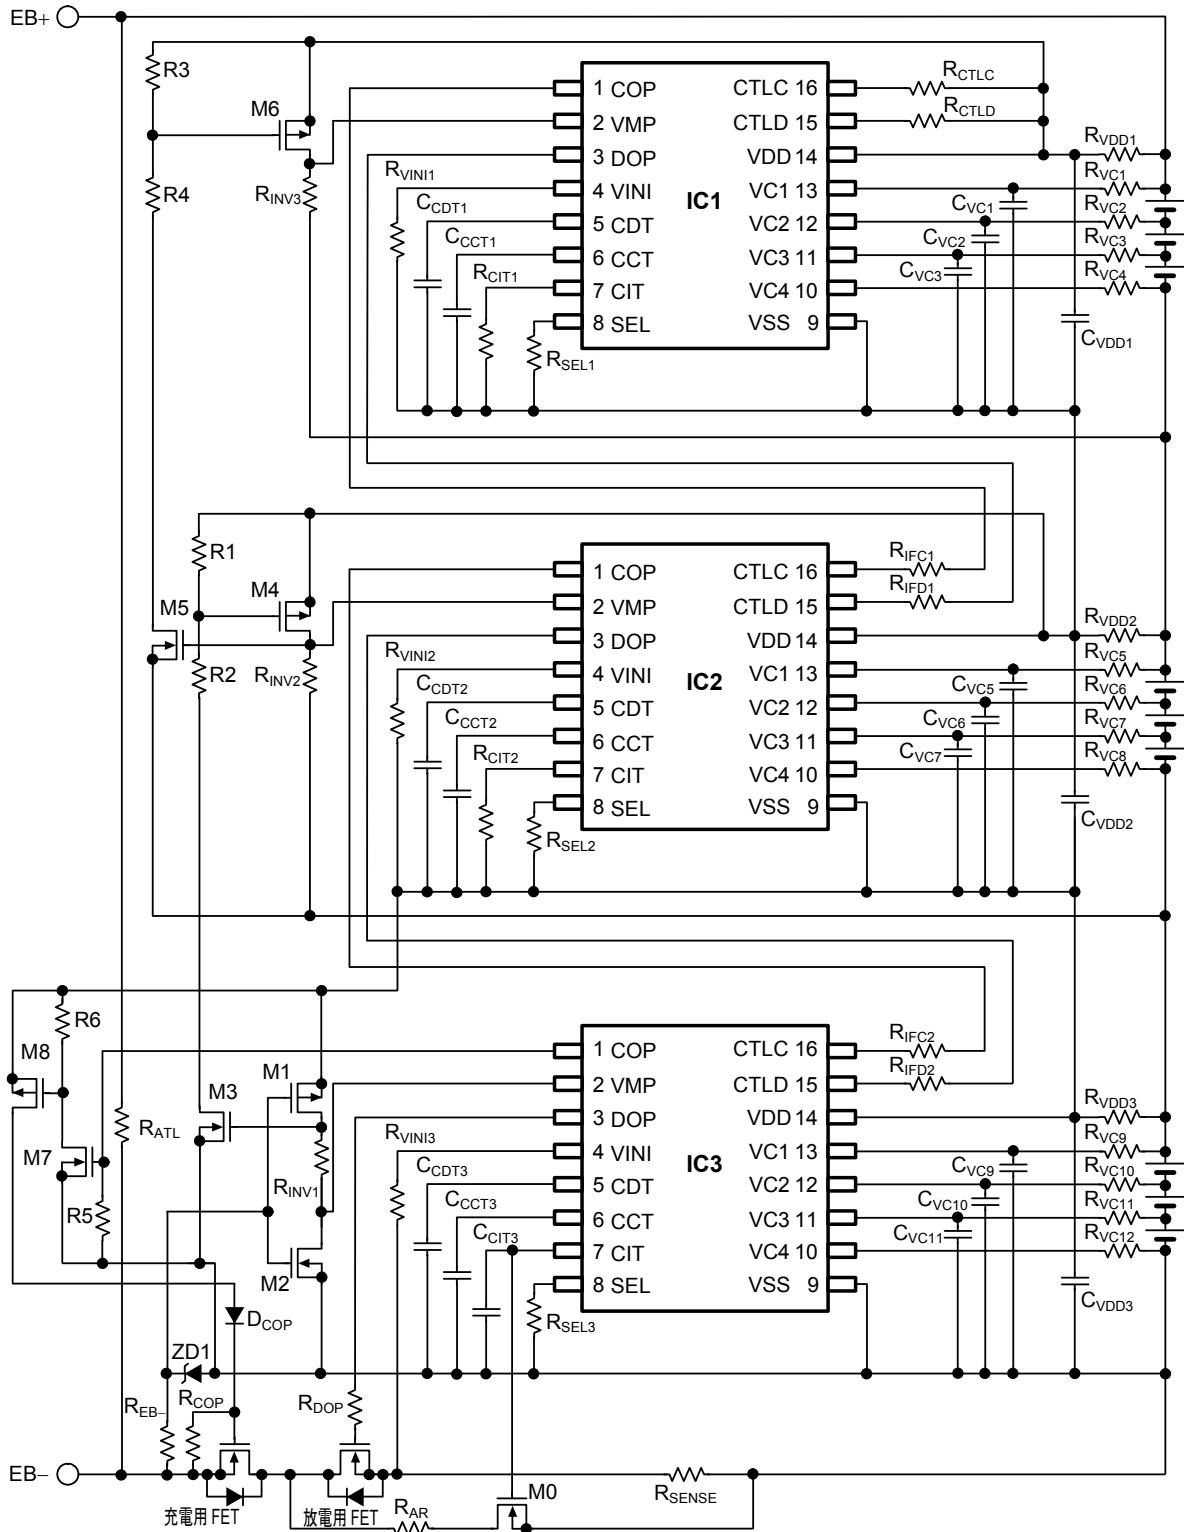 EB+
R3
M6
R4
RINV3
RVINI1
CCDT1
CCCT1
RCIT1
RSEL1
1 COP
2 VMP
3 DOP
4 VINI
5 CDT
6 CCT
7 CIT
8 SEL
IC1
CTLC 16
CTLD 15
VDD 14
VC1 13
VC2 12
VC3 11
VC4 10
VSS 9
RCTLC
RCTLD
RVDD1
RVC1
RVC2
RVC3
RVC4
CVC1
CVC2
CVC3
CVDD1
R1
M4
M5
R2
RINV2
RVINI2
CCDT2
CCCT2
RCIT2
RSEL2
1 COP
2 VMP
3 DOP
4 VINI
5 CDT
6 CCT
7 CIT
8 SEL
IC2
CTLC 16
CTLD 15
VDD 14
VC1 13
VC2 12
VC3 11
VC4 10
VSS 9
RIFC1
RIFD1
RVDD2
RVC5
RVC6
RVC7
RVC8
CVC5
CVC6
CVC7
CVDD2
R6
M8
M1
M3
RATL
M7
RINV1
R5
M2
DCOP
ZD1
RVINI3
CCDT3
CCCT3
CCIT3
RSEL3
1 COP
2 VMP
3 DOP
4 VINI
5 CDT
6 CCT
7 CIT
8 SEL
IC3
CTLC 16
CTLD 15
VDD 14
VC1 13
VC2 12
VC3 11
VC4 10
VSS 9
RIFC2
RIFD2
RVDD3
RVC9
RVC10
RVC11
RVC12
CVC9
CVC10
CVC11
CVDD3
REB−
RCOP
RDOP
EB−
充電用 FET
放電用 FET
RAR
M0
RSENSE